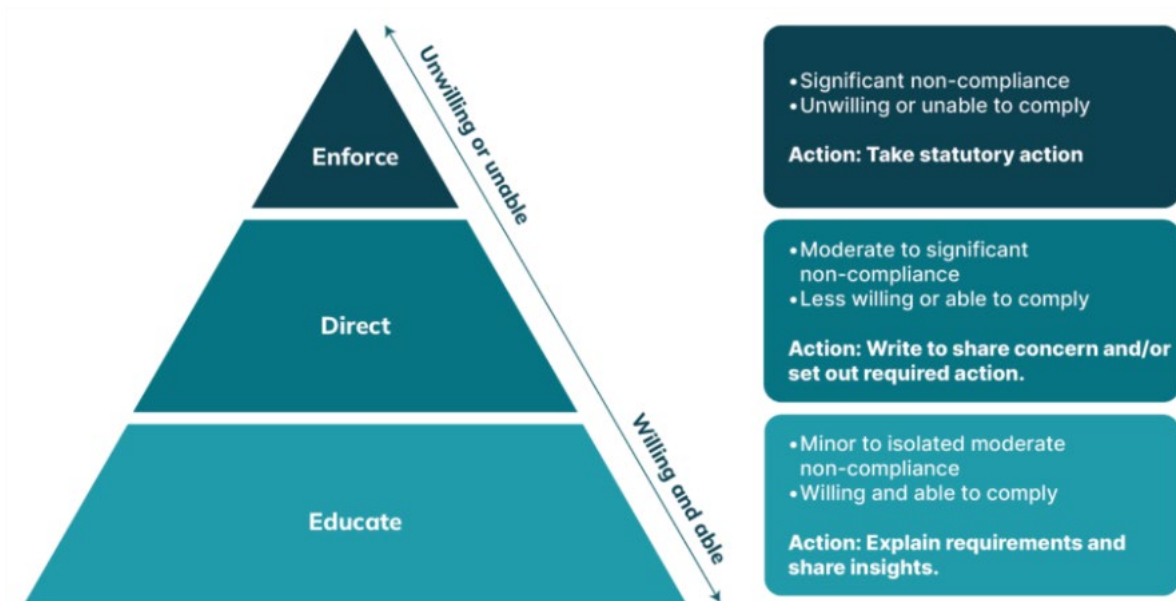 Enforce
Direct
Educate
Unwilling or unable
Willing and able
•Significant non-compliance
•Unwilling or unable to comply
Action: Take statutory action
•Moderate to significant
non-compliance
•Less willing or able to comply
Action: Write to share concern and/or
set out required action.
•Minor to isolated moderate
non-compliance
•Willing and able to comply
Action: Explain requirements and
share insights.